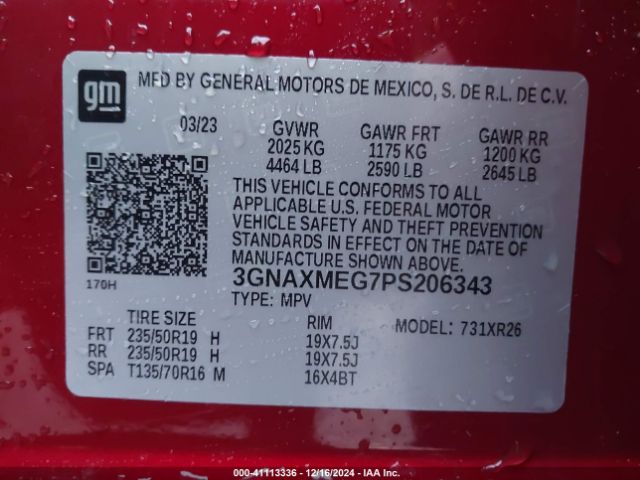 gm
MFD BY GENERAL MOTORS DE MEXICO, S. DE R.L. DE C.V.
03/23 GVWR GAWR FRT GAWR RR
2025 KG 1175 KG 1200 KG
4464 LB 2590 LB 2645 LB
THIS VEHICLE CONFORMS TO ALL
APPLICABLE U.S. FEDERAL MOTOR
VEHICLE SAFETY AND THEFT PREVENTION
STANDARDS IN EFFECT ON THE DATE OF
MANUFACTURE SHOWN ABOVE.
170H
3GNAXMEG7PS206343
TYPE: MPV
TIRE SIZE RIM MODEL: 731XR26
FRT 235/50R19 H 19X7.5J
RR 235/50R19 H 19X7.5J
SPA T135/70R16 M 16X4BT
000-41113336 - 12/16/2024 - IAA Inc.